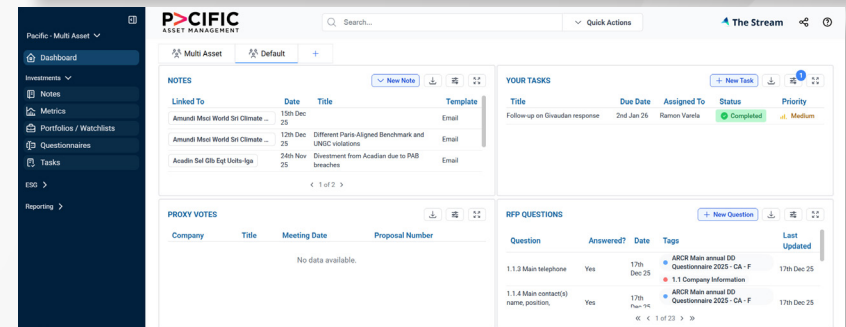 P>CIFIC
ASSET MANAGEMENT
Search...
Quick Actions
The Stream
Pacific - Multi Asset
Dashboard
Investments
Notes
Metrics
Portfolios / Watchlists
Questionnaires
Tasks
ESG
Reporting
Multi Asset
Default
+
NOTES
New Note
Linked To Date Title Template
Amundi Msci World Sri Climate ... 15th Dec 25 Email
Amundi Msci World Sri Climate ... 12th Dec 25 Different Paris-Aligned Benchmark and UNGC violations Email
Acadin Sel Glb Eqt Ucits-Iga 24th Nov 25 Divestment from Acadian due to PAB breaches Email
< 1 of 2 >
YOUR TASKS
+ New Task
1
Title Due Date Assigned To Status Priority
Follow-up on Givaudan response 2nd Jan 26 Ramon Varela Completed Medium
PROXY VOTES
Company Title Meeting Date Proposal Number
No data available.
RFP QUESTIONS
+ New Question
Question Answered? Date Tags Last Updated
1.1.3 Main telephone Yes 17th Dec 25 ARCR Main annual DD Questionnaire 2025 - CA - F 17th Dec 25
1.1 Company Information
1.1.4 Main contact(s) name, position, Yes 17th Dec 25 ARCR Main annual DD Questionnaire 2025 - CA - F 17th Dec 25
« < 1 of 23 > »